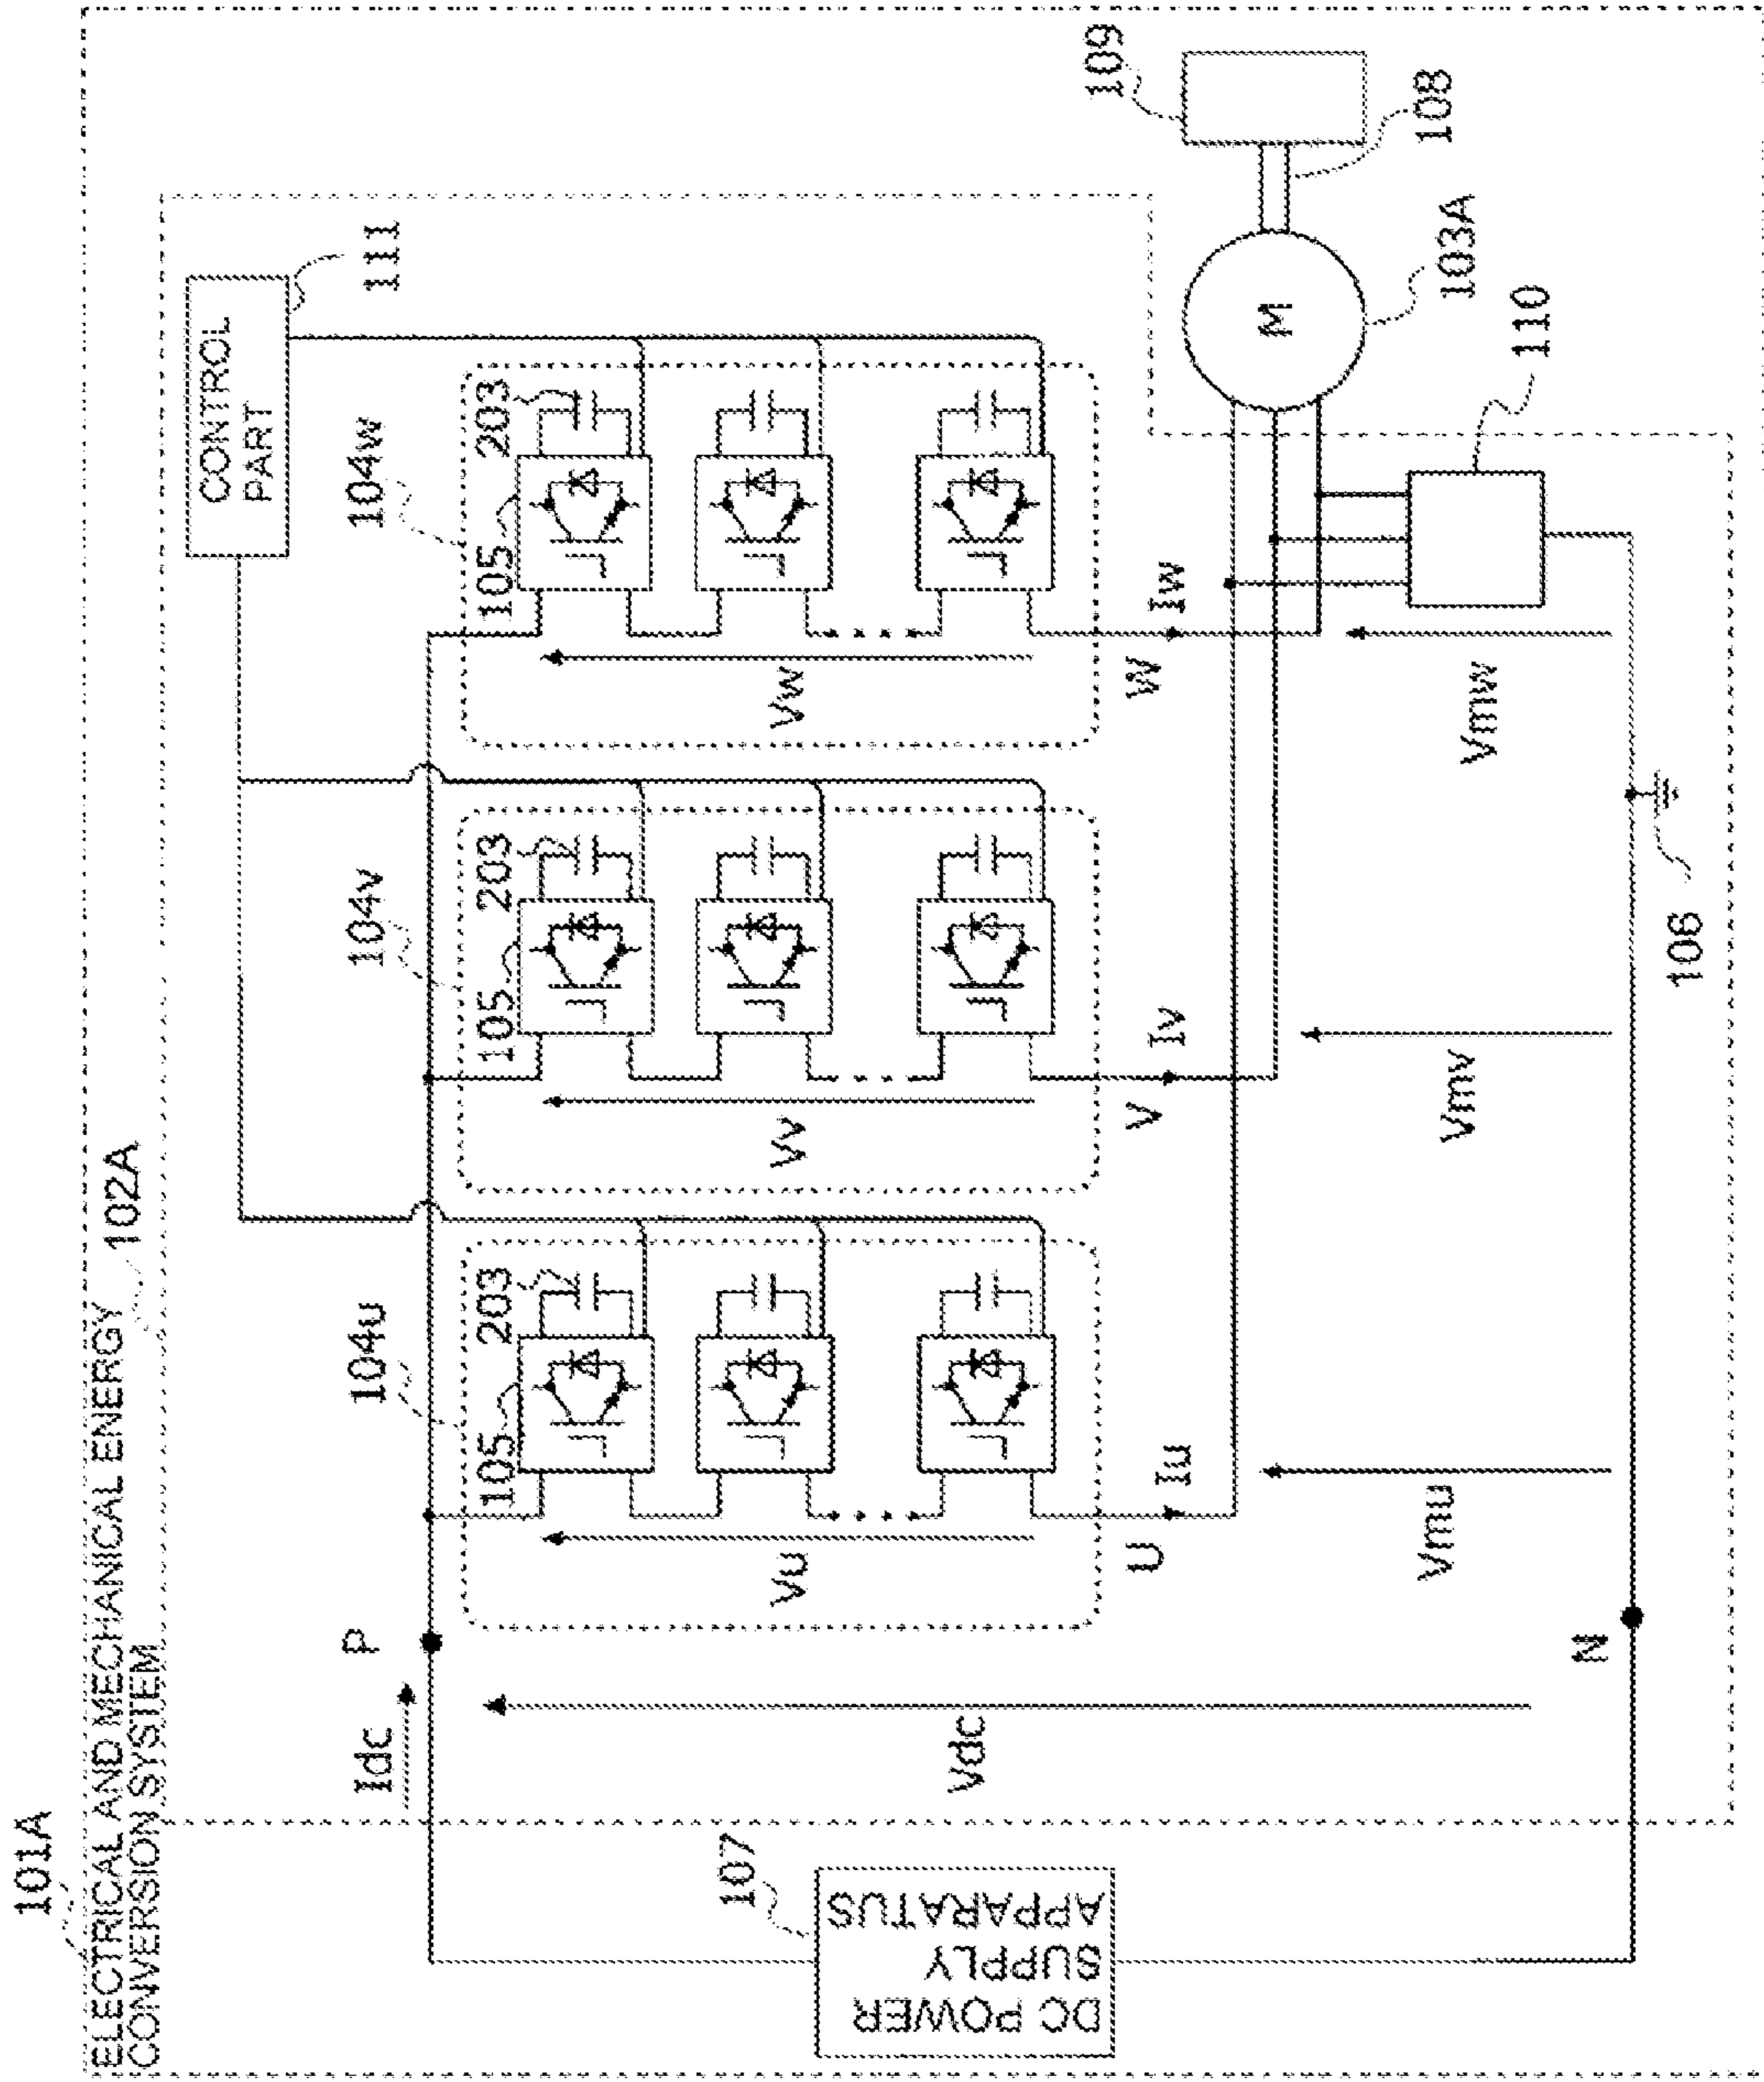 101A
ELECTRICAL AND MECHANICAL ENERGY
CONVERSION SYSTEM
102A
CONTROL
PART
111
Idc
P
104u
104v
104w
105
203
105
203
105
203
107
DC POWER
SUPPLY
APPARATUS
Vdc
Vu
Vv
Vw
U
Iu
V
Iv
W
Iw
109
108
M
103A
110
Vmu
Vmv
Vmw
N
106